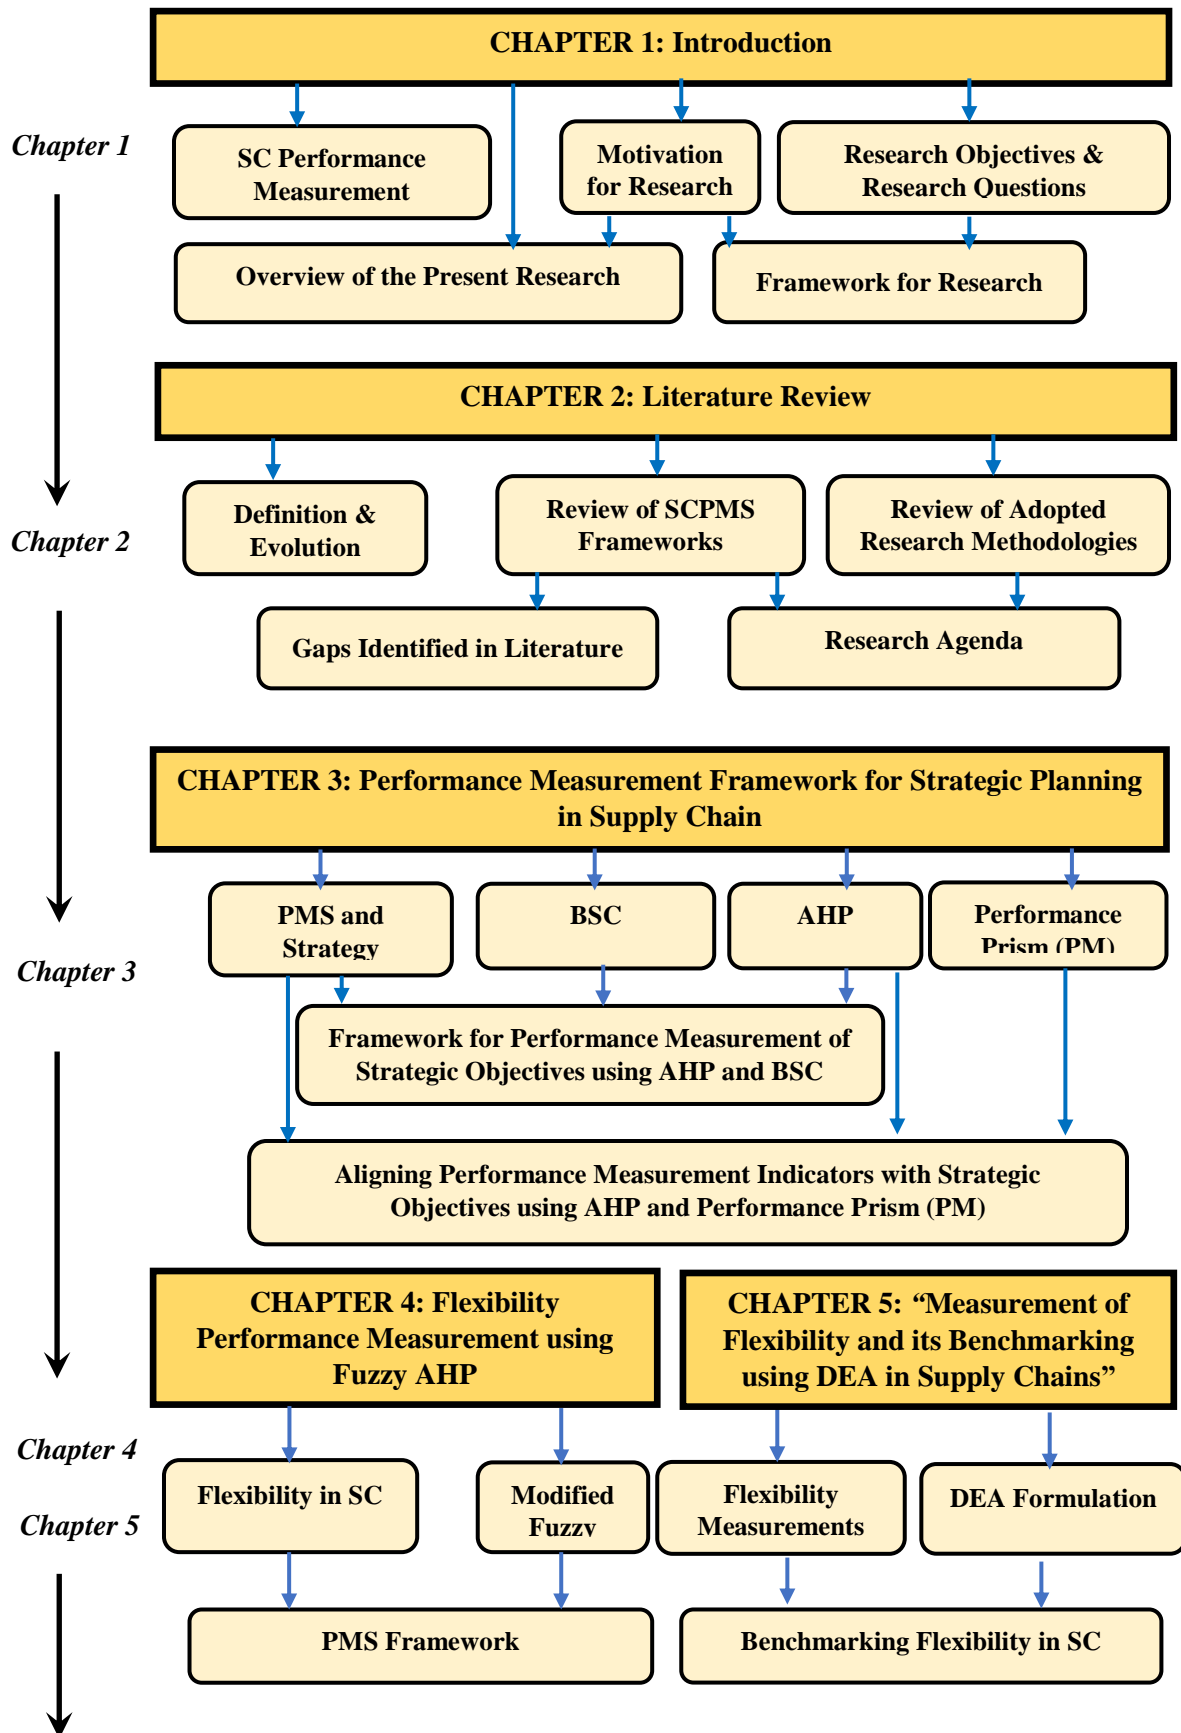 CHAPTER 1: Introduction
Chapter 1
SC Performance
Measurement
Motivation
for Research
Research Objectives &
Research Questions
Overview of the Present Research
Framework for Research
CHAPTER 2: Literature Review
Chapter 2
Definition &
Evolution
Review of SCPMS
Frameworks
Review of Adopted
Research Methodologies
Gaps Identified in Literature
Research Agenda
CHAPTER 3: Performance Measurement Framework for Strategic Planning
in Supply Chain
Chapter 3
PMS and
Strategy
BSC
AHP
Performance
Prism (PM)
Framework for Performance Measurement of
Strategic Objectives using AHP and BSC
Aligning Performance Measurement Indicators with Strategic
Objectives using AHP and Performance Prism (PM)
CHAPTER 4: Flexibility
Performance Measurement using
Fuzzy AHP
CHAPTER 5: “Measurement of
Flexibility and its Benchmarking
using DEA in Supply Chains”
Chapter 4
Chapter 5
Flexibility in SC
Modified
Fuzzy
Flexibility
Measurements
DEA Formulation
PMS Framework
Benchmarking Flexibility in SC